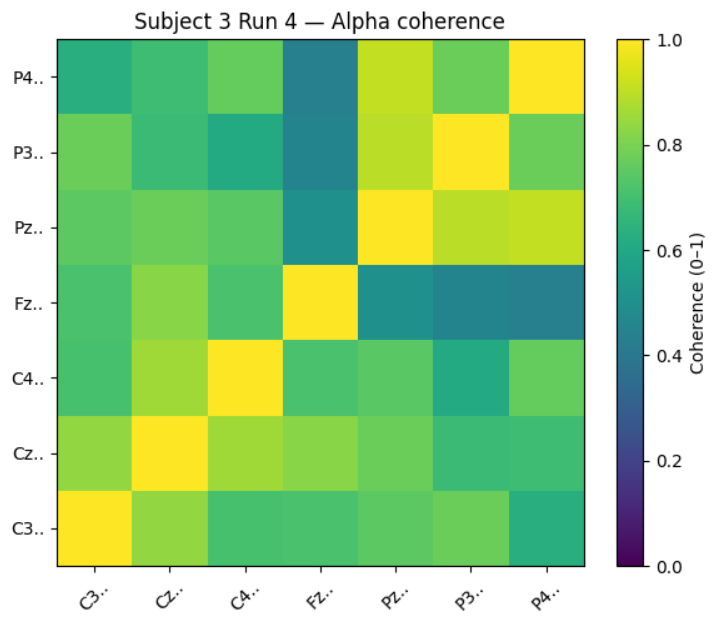 Subject 3 Run 4 — Alpha coherence
P4..
P3..
Pz..
Fz..
C4..
Cz..
C3..
C3..
Cz..
C4..
Fz..
Pz..
P3..
P4..
1.0
0.8
0.6
0.4
0.2
0.0
Coherence (0–1)